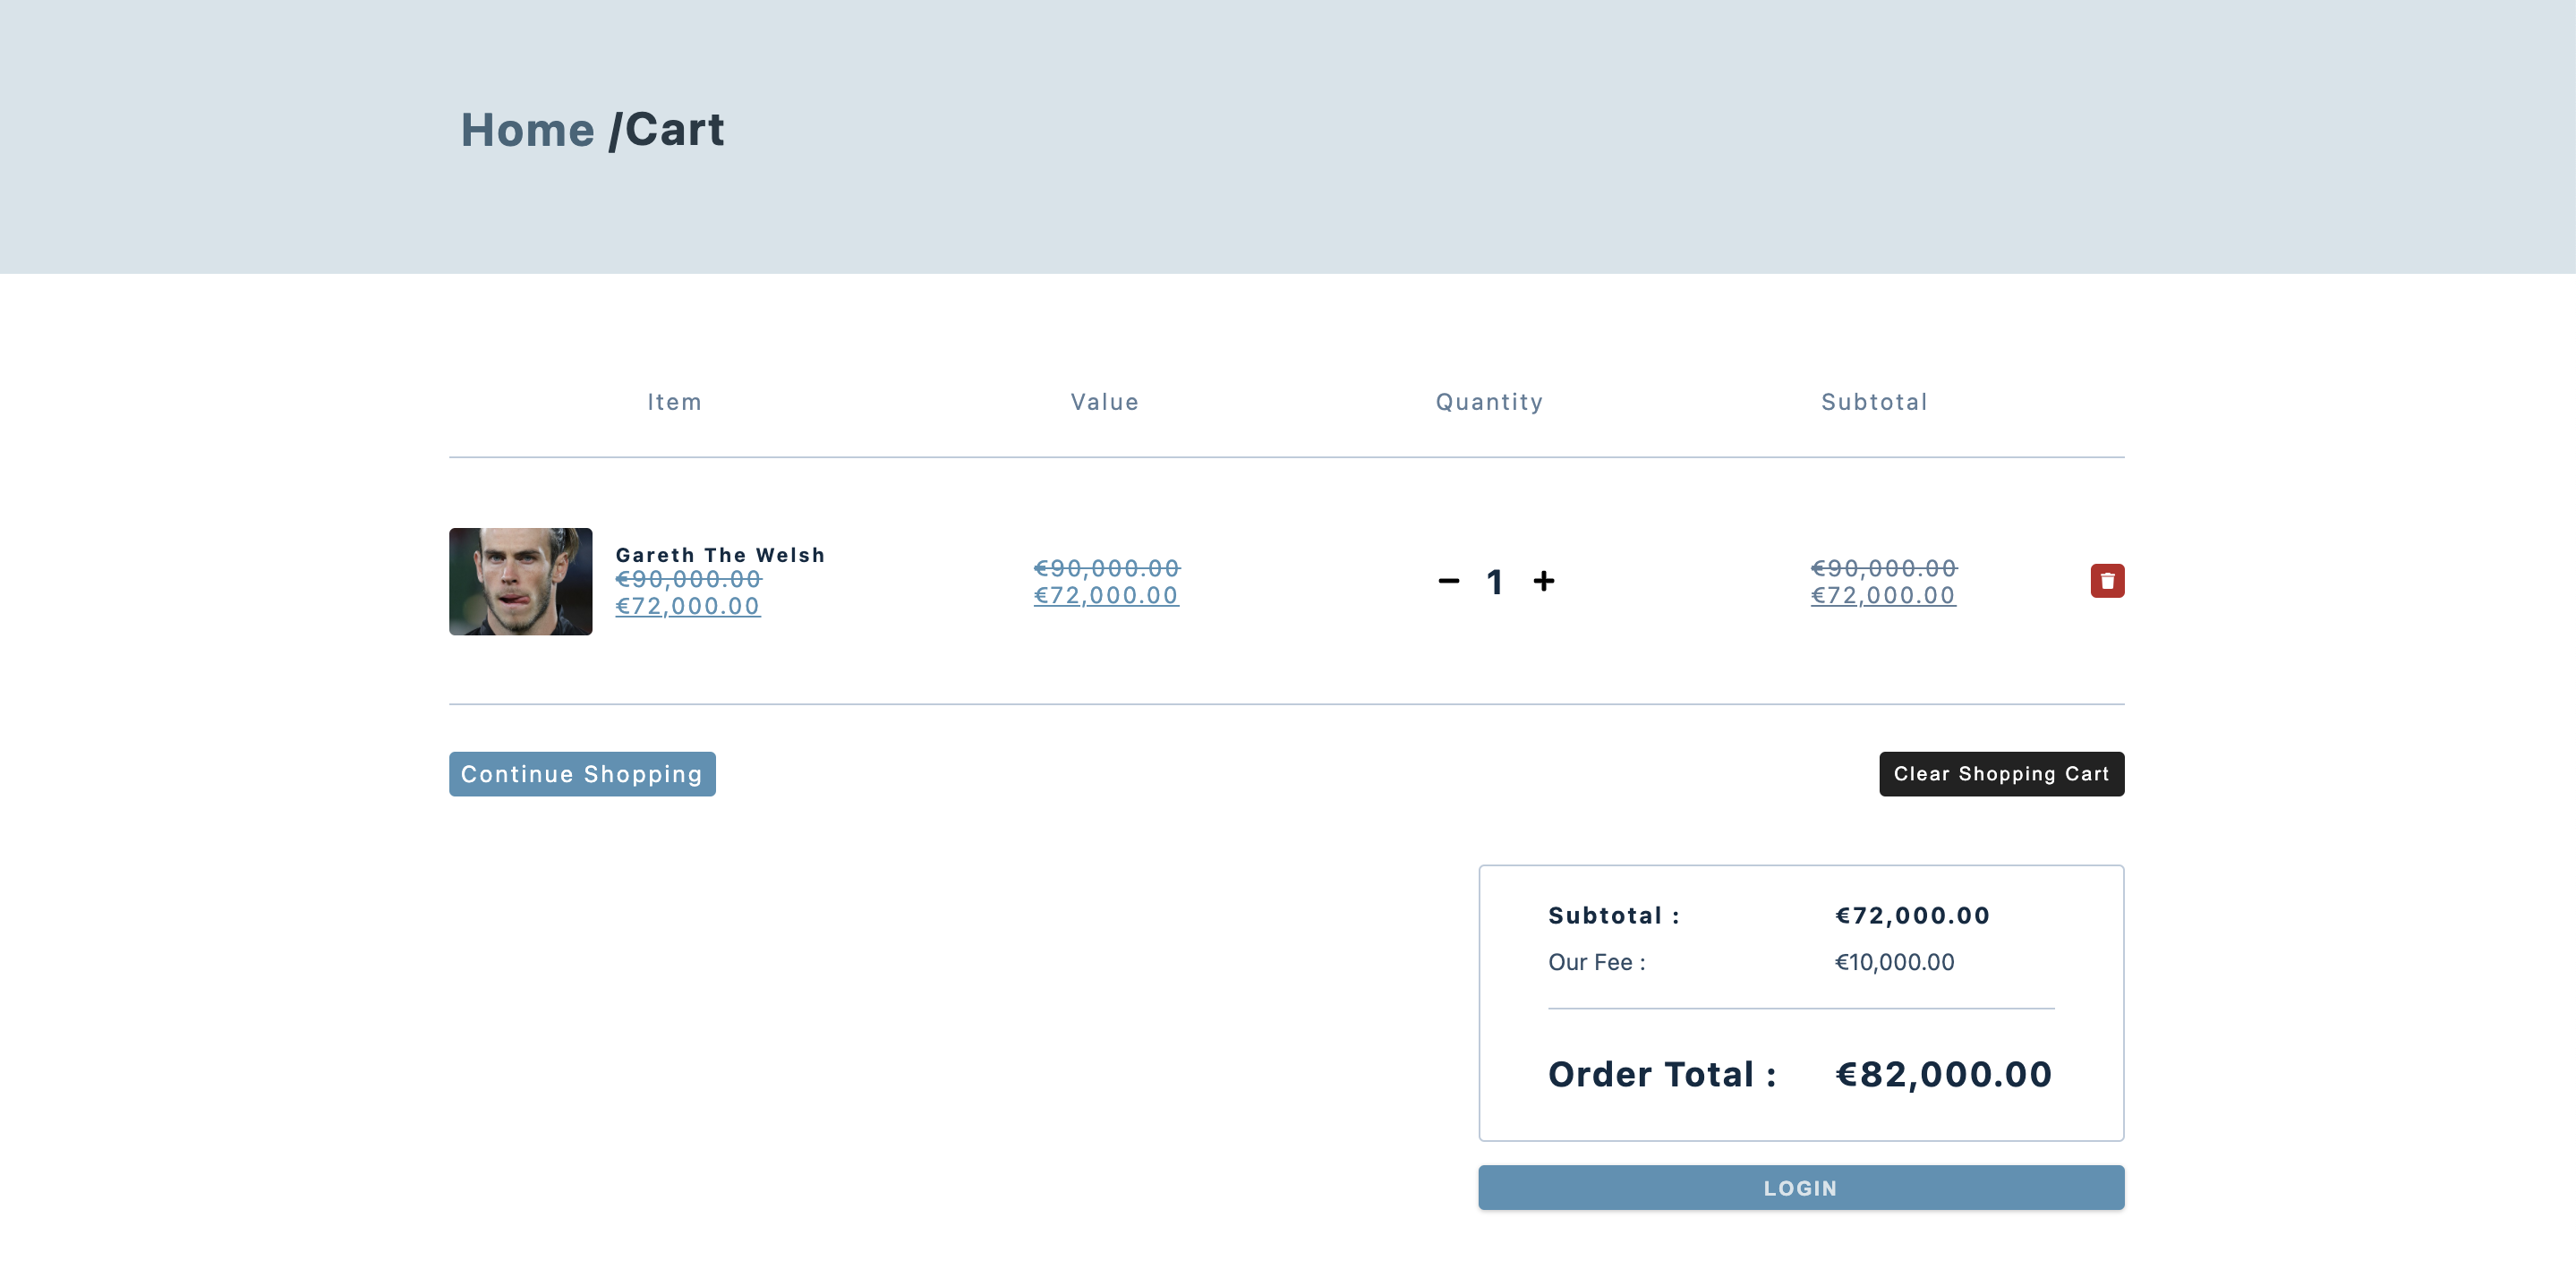 Home /Cart
Item Value Quantity Subtotal
Gareth The Welsh
€90,000.00
€72,000.00
€90,000.00
€72,000.00
1
€90,000.00
€72,000.00
Continue Shopping
Clear Shopping Cart
Subtotal : €72,000.00
Our Fee : €10,000.00
Order Total : €82,000.00
LOGIN